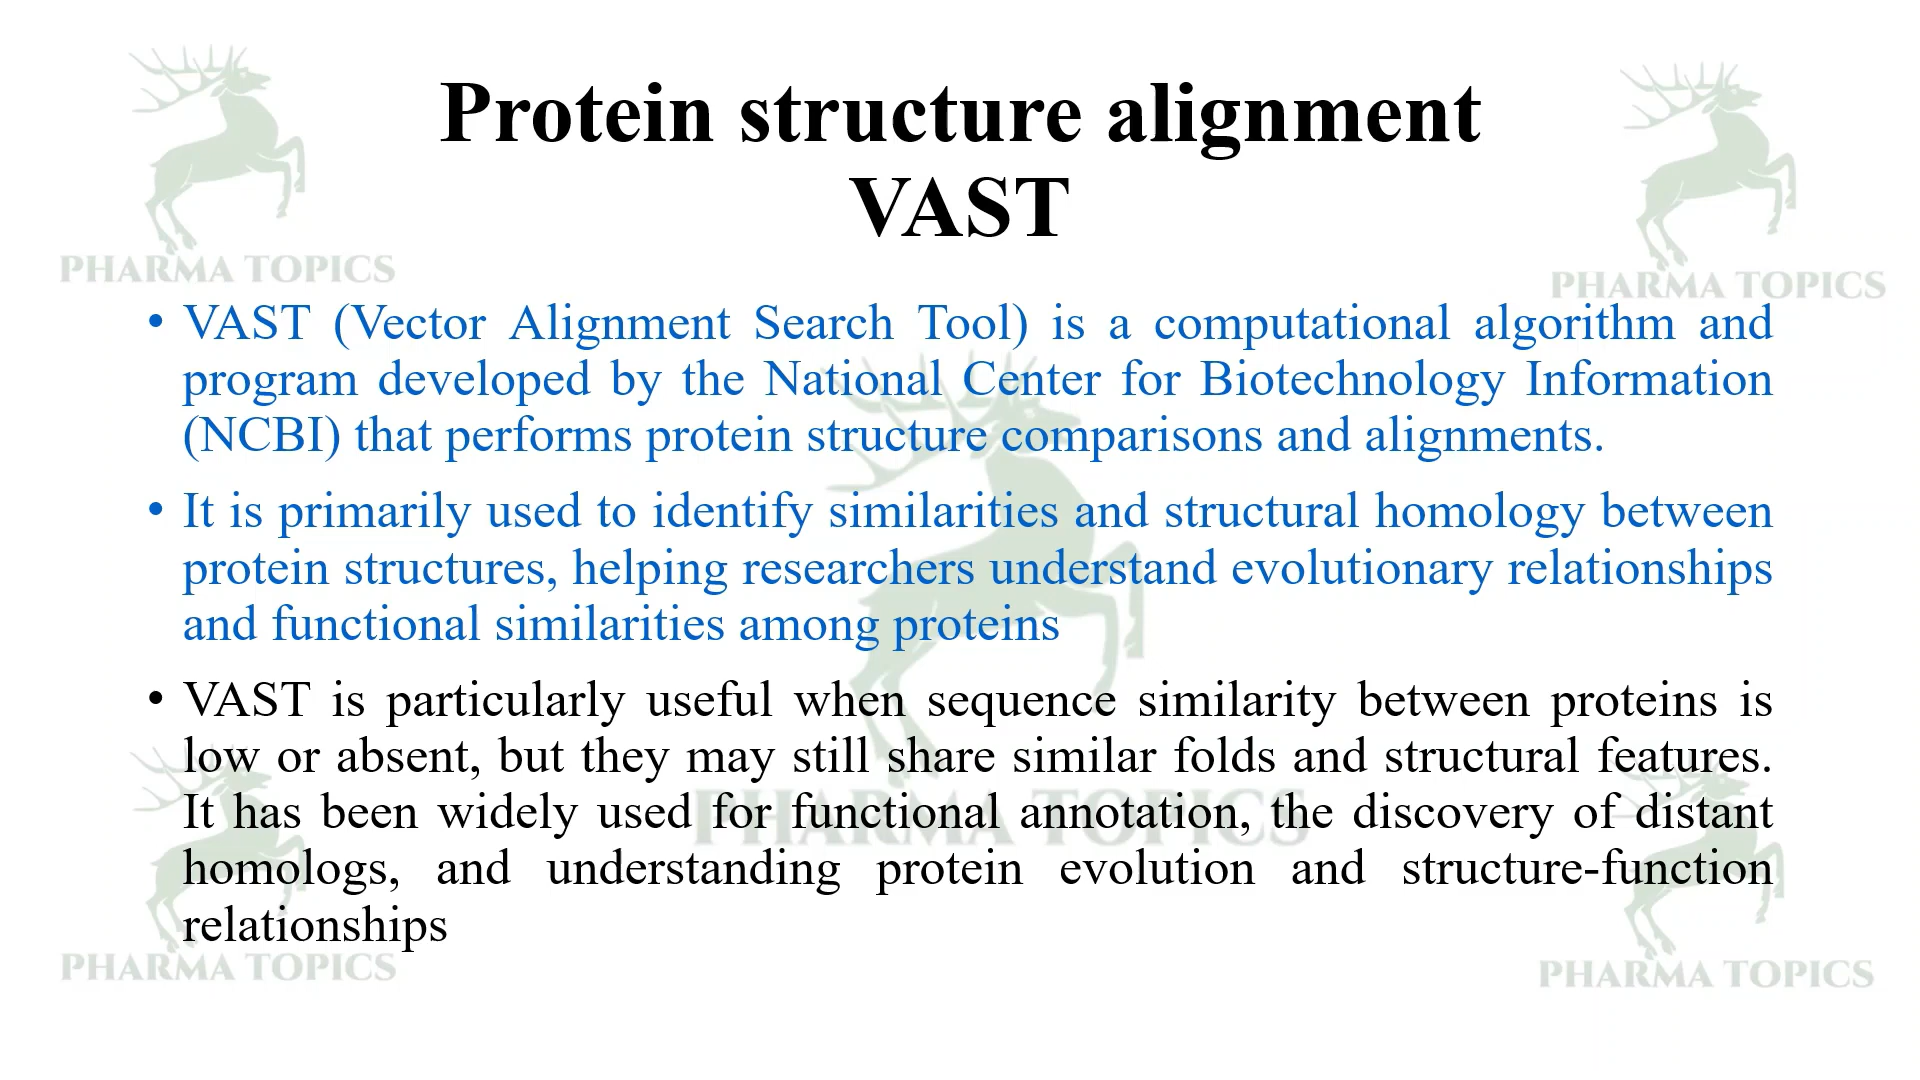 Protein structure alignment
VAST
PHARMA TOPICS
PHARMA TOPICS
• VAST (Vector Alignment Search Tool) is a computational algorithm and
program developed by the National Center for Biotechnology Information
(NCBI) that performs protein structure comparisons and alignments.
• It is primarily used to identify similarities and structural homology between
protein structures, helping researchers understand evolutionary relationships
and functional similarities among proteins
• VAST is particularly useful when sequence similarity between proteins is
low or absent, but they may still share similar folds and structural features.
It has been widely used for functional annotation, the discovery of distant
PHARMA TOPICS
homologs, and understanding protein evolution and structure-function
relationships
PHARMA TOPICS
PHARMA TOPICS